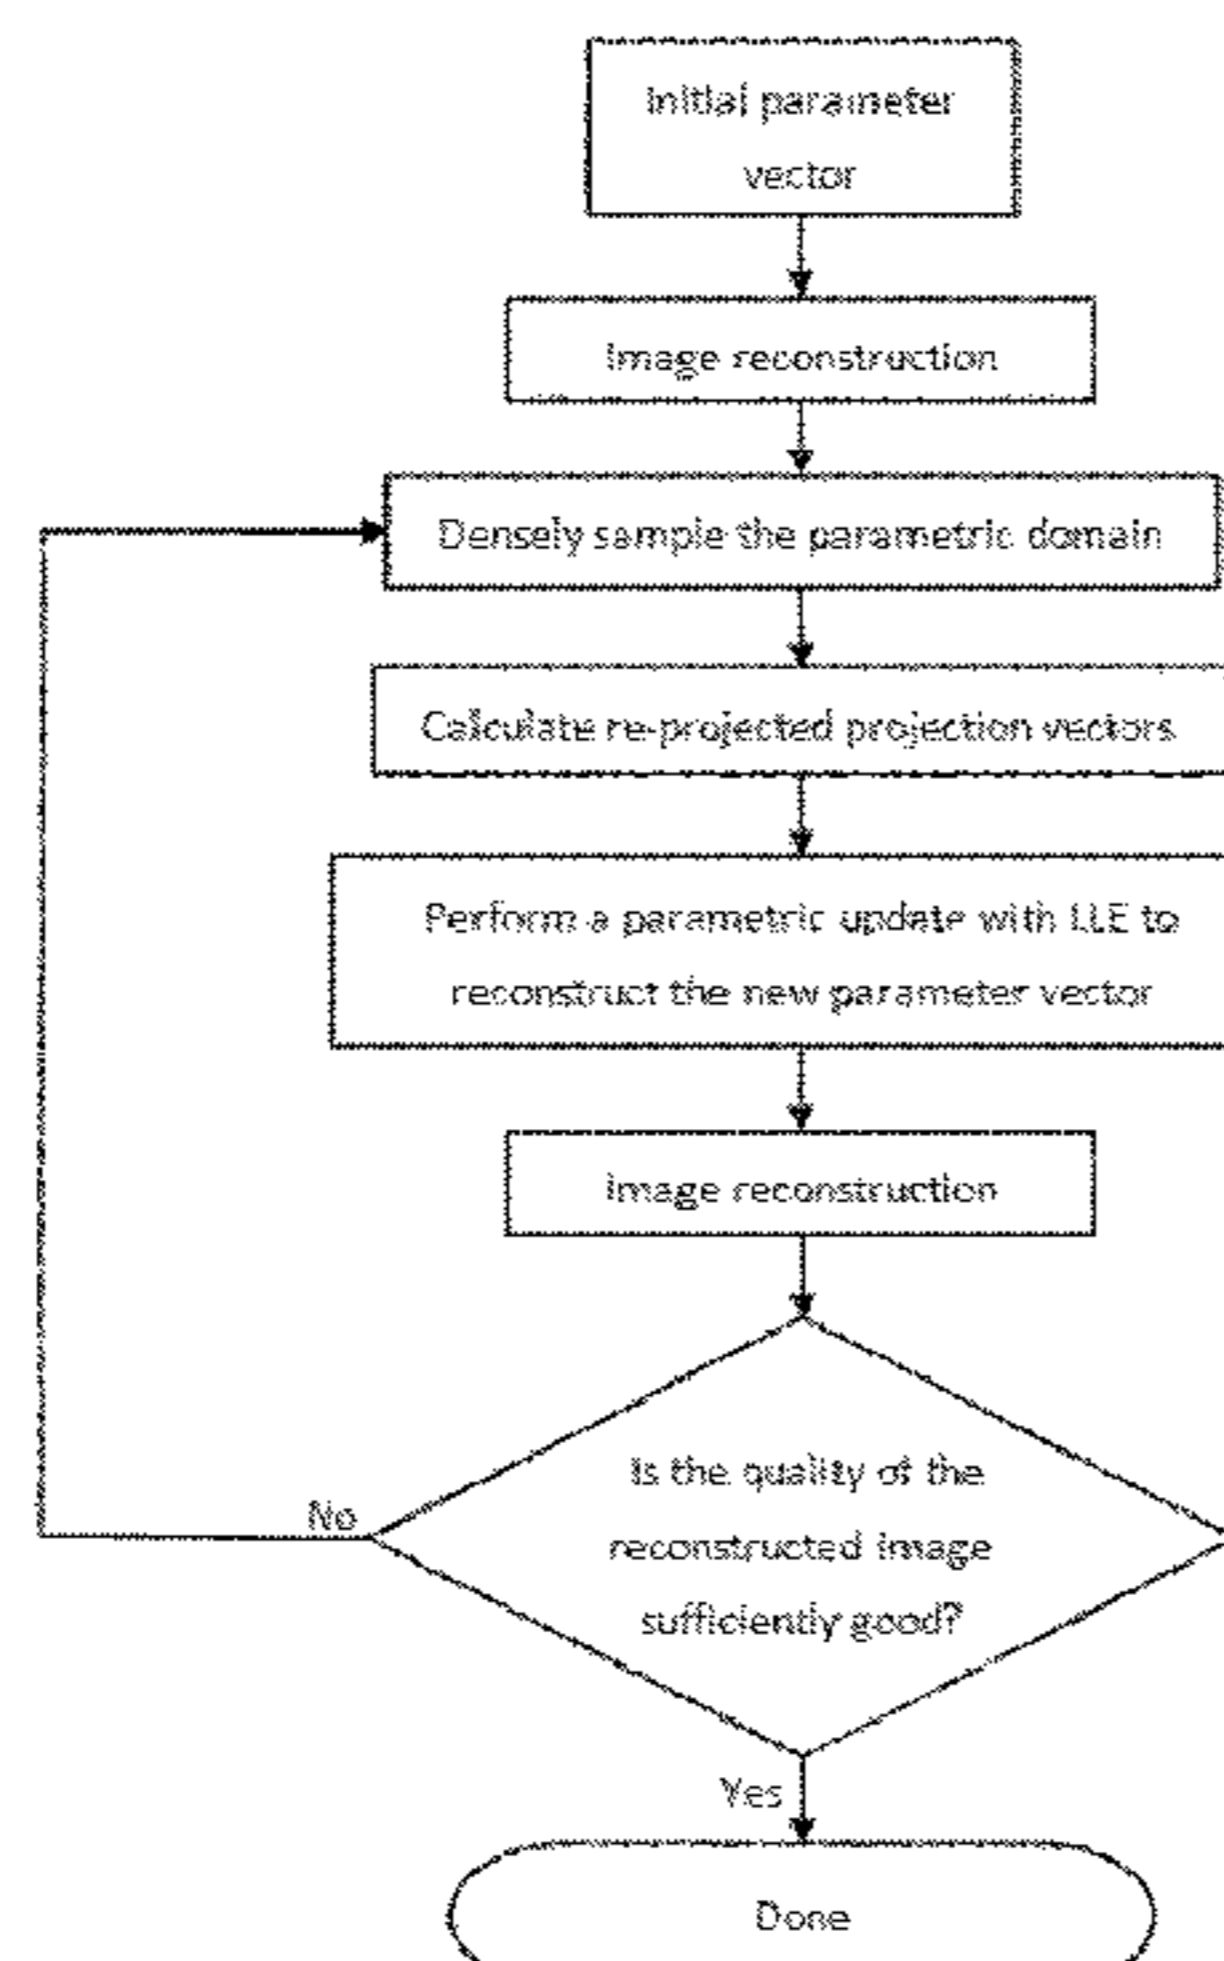 Initial parameter
vector
Image reconstruction
Densely sample the parametric domain
Calculate re-projected projection vectors
Perform a parametric update with LLE to
reconstruct the new parameter vector
Image reconstruction
Is the quality of the
reconstructed image
sufficiently good?
No
Yes
Done